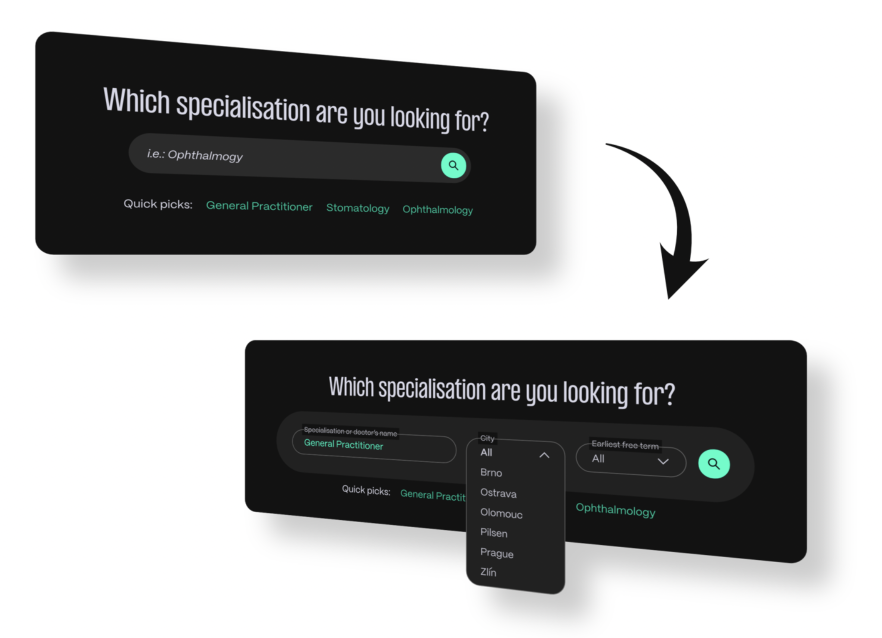 Which specialisation are you looking for?
i.e.: Ophthalmogy
Quick picks: General Practitioner Stomatology Ophthalmology
Which specialisation are you looking for?
Specialisation or doctor's name
General Practitioner
City
All
Brno
Ostrava
Olomouc
Pilsen
Prague
Zlín
Earliest free term
All
Quick picks: General Practit
Ophthalmology